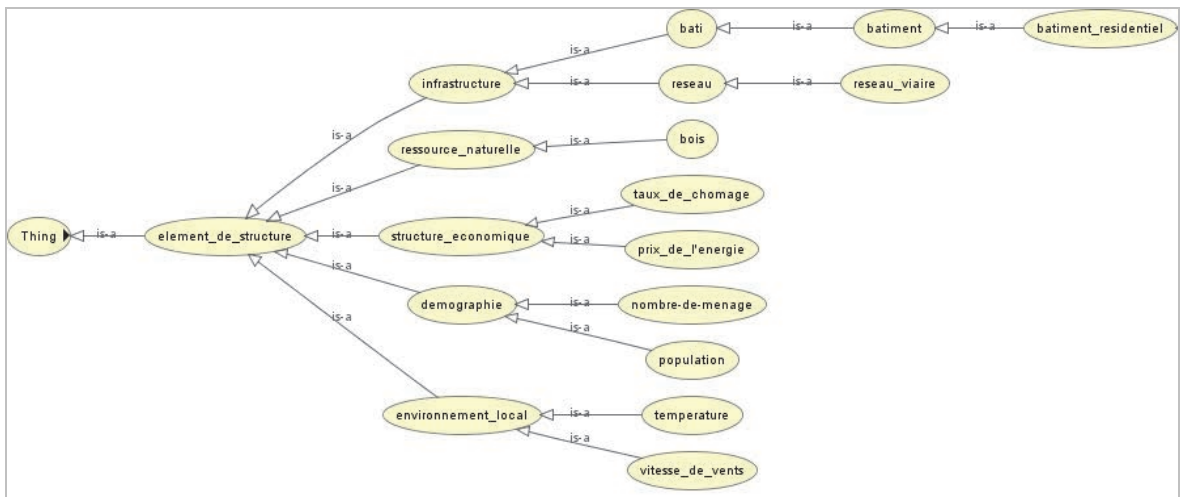 bati
is-a
batiment
is-a
batiment_residentiel
is-a
infrastructure
is-a
reseau
is-a
reseau_viaire
is-a
ressource_naturelle
is-a
bois
is-a
taux_de_chomage
is-a
Thing
is-a
element_de_structure
is-a
structure_economique
is-a
prix_de_l'energie
is-a
demographie
is-a
nombre-de-menage
is-a
population
is-a
environnement_local
is-a
temperature
is-a
vitesse_de_vents